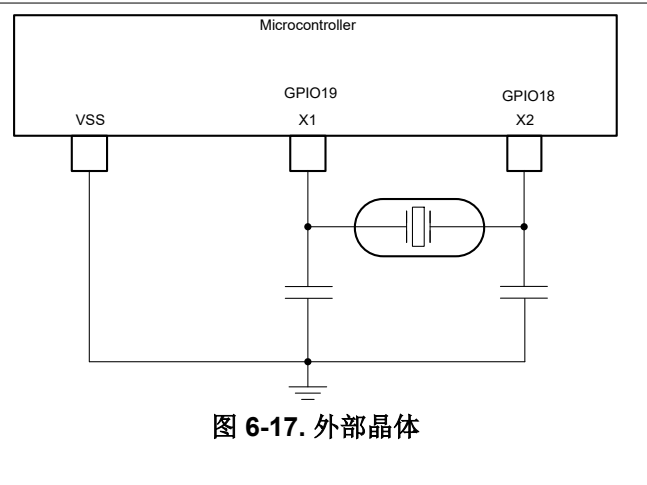 Microcontroller
GPIO19
GPIO18
VSS
X1
X2
图 6-17. 外部晶体